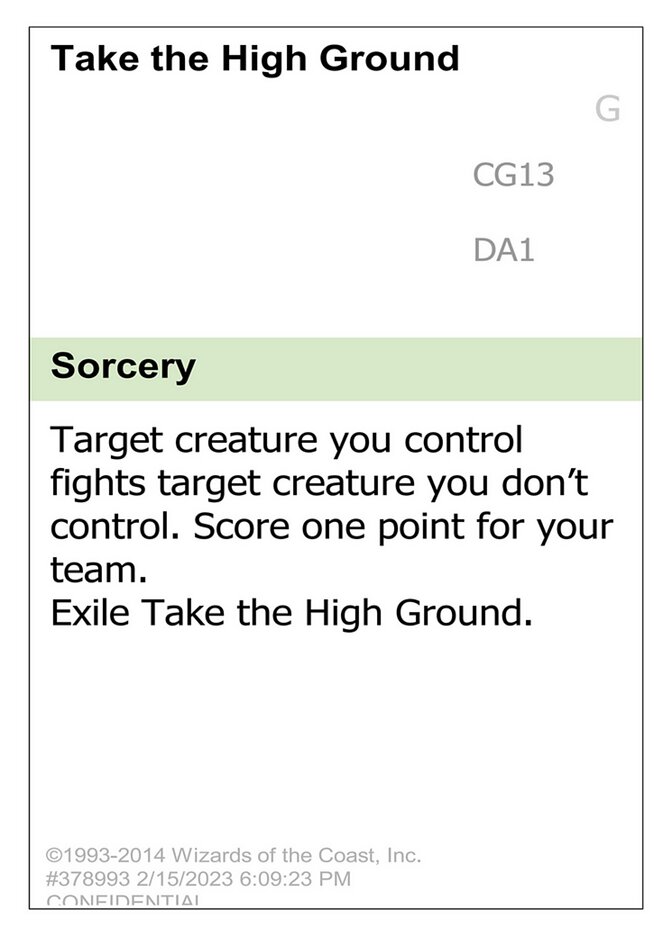 Take the High Ground
G
CG13
DA1
Sorcery
Target creature you control
fights target creature you don’t
control. Score one point for your
team.
Exile Take the High Ground.
©1993-2014 Wizards of the Coast, Inc.
#378993 2/15/2023 6:09:23 PM
CONFIDENTIAL